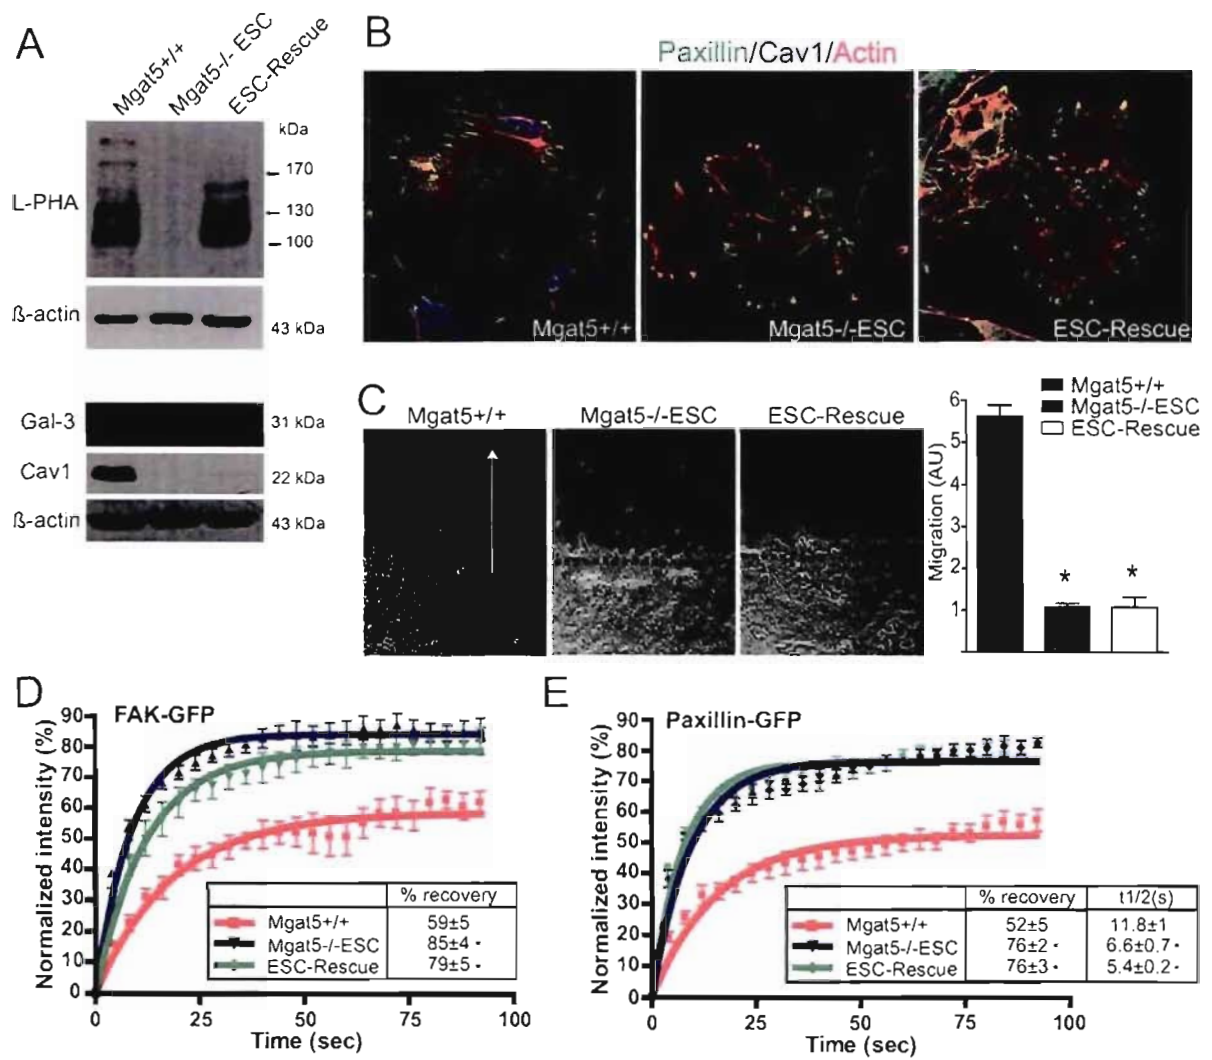 A
Mgat5+/+
Mgat5-/- ESC
ESC-Rescue
kDa
L-PHA
170
130
100
ß-actin
43 kDa
Gal-3
31 kDa
Cav1
22 kDa
ß-actin
43 kDa
B
Paxillin/Cav1/Actin
Mgat5+/+
Mgat5-/-ESC
ESC-Rescue
C
Mgat5+/+
Mgat5-/-ESC
ESC-Rescue
Mgat5+/+
Mgat5-/-ESC
ESC-Rescue
Migration (AU)
6
5
4
3
2
1
* *
D
FAK-GFP
Normalized intensity (%)
90
80
70
60
50
40
30
20
10
0
0 25 50 75 100
Time (sec)
% recovery
Mgat5+/+ 59±5
Mgat5-/-ESC 85±4 *
ESC-Rescue 79±5 *
E
Paxillin-GFP
Normalized intensity (%)
90
80
70
60
50
40
30
20
10
0
0 25 50 75 100
Time (sec)
% recovery t1/2(s)
Mgat5+/+ 52±5 11.8±1
Mgat5-/-ESC 76±2 * 6.6±0.7 *
ESC-Rescue 76±3 * 5.4±0.2 *